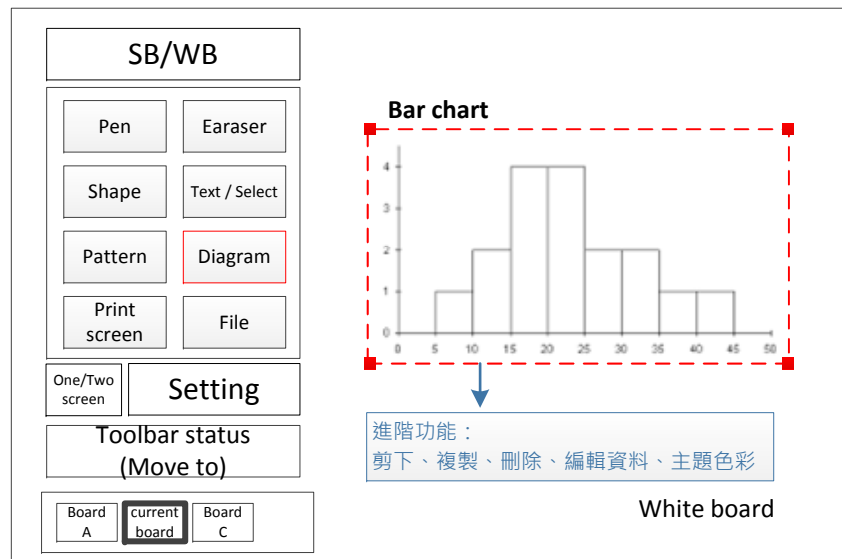 SB/WB
Pen
Earaser
Shape
Text / Select
Pattern
Diagram
Print
screen
File
One/Two
screen
Setting
Toolbar status
(Move to)
Board
A
current
board
Board
C
Bar chart
4
3
2
1
0
0 5 10 15 20 25 30 35 40 45 50
進階功能：
剪下、複製、刪除、編輯資料、主題色彩
White board